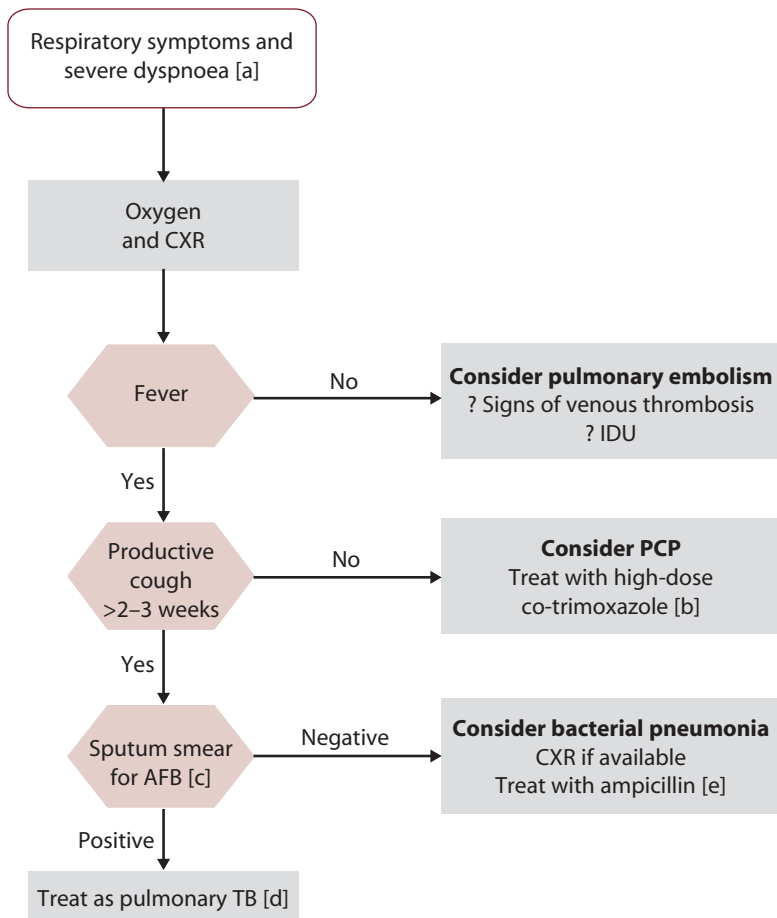 Respiratory symptoms and
severe dyspnoea [a]
Oxygen
and CXR
Fever
No
Consider pulmonary embolism
? Signs of venous thrombosis
? IDU
Yes
Productive
cough
>2–3 weeks
No
Consider PCP
Treat with high-dose
co-trimoxazole [b]
Yes
Sputum smear
for AFB [c]
Negative
Consider bacterial pneumonia
CXR if available
Treat with ampicillin [e]
Positive
Treat as pulmonary TB [d]